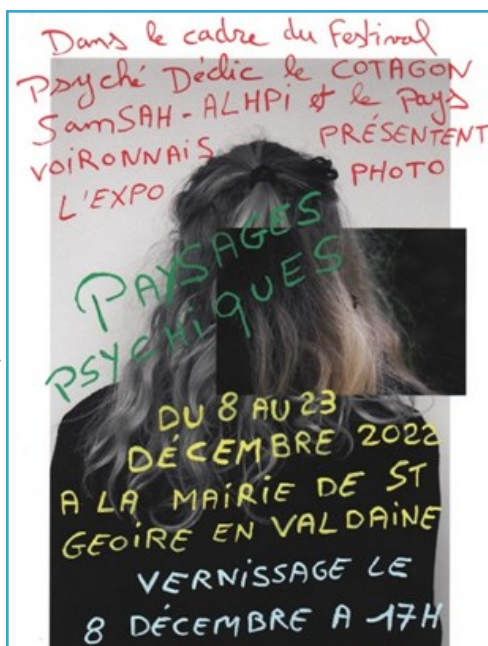 Dans le cadre du Festival
Psyché Déclic le COTAGON
SamSAH-ALHPi et le Pays
VOIRONNAIS PRÉSENTENT
L'EXPO PHOTO
PAYSAGES
PSYCHIQUES
DU 8 AU 23
DÉCEMBRE 2022
A LA MAIRIE DE ST
GEOIRE EN VALDAINE
VERNISSAGE LE
8 DÉCEMBRE A 17H